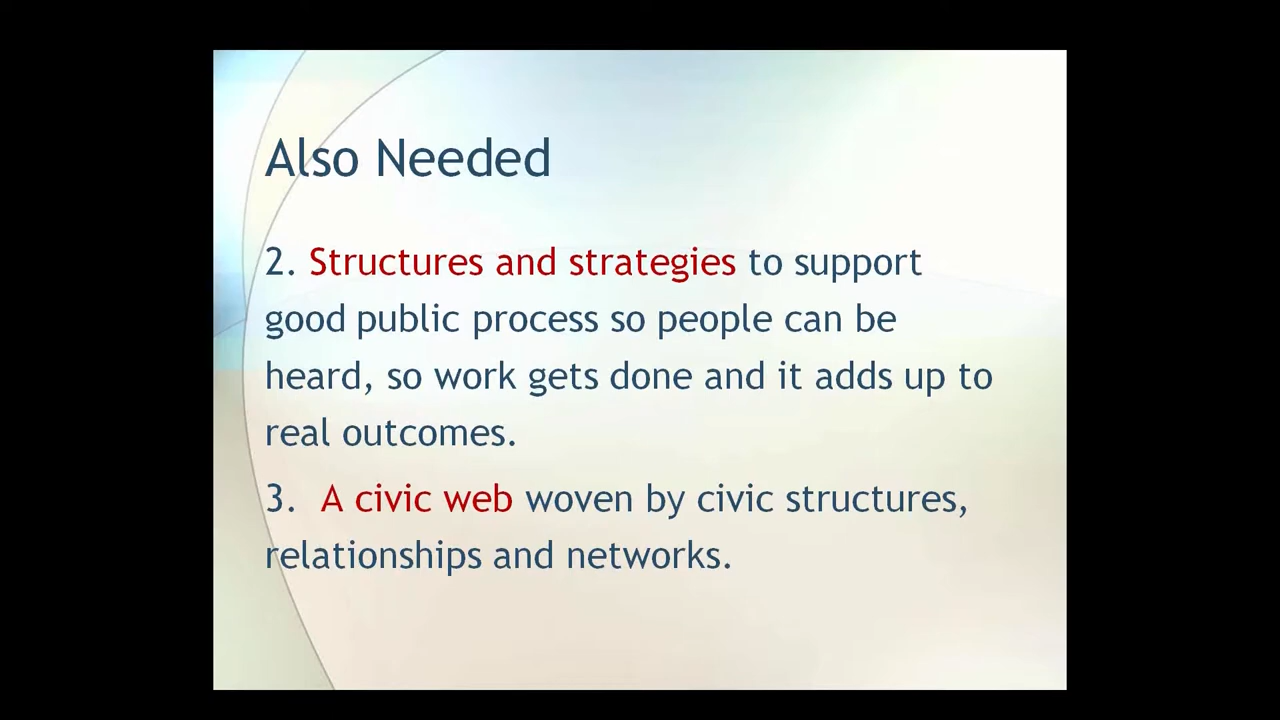 Also Needed
2. Structures and strategies to support
good public process so people can be
heard, so work gets done and it adds up to
real outcomes.
3. A civic web woven by civic structures,
relationships and networks.